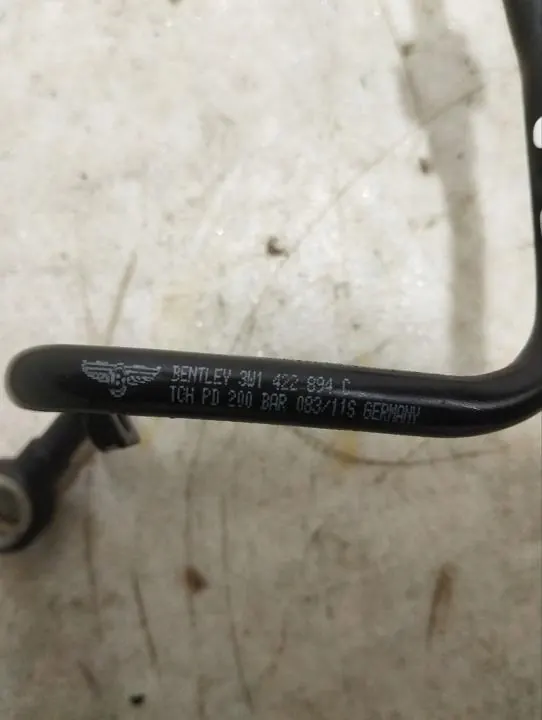 BENTLEY 3W1 422 894 C
TCH PD 200 BAR 083/11S GERMANY